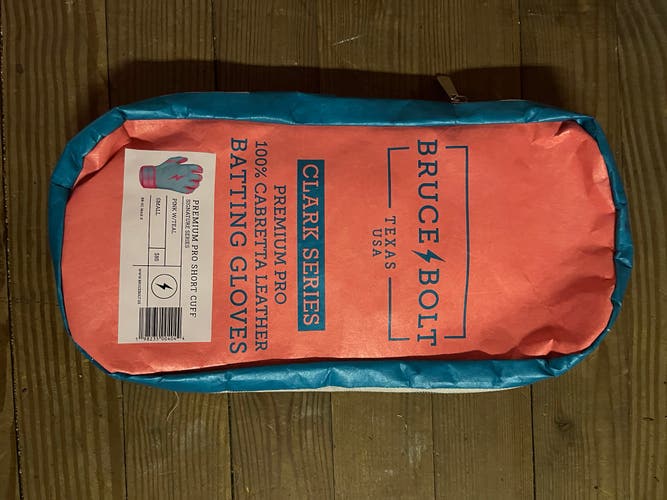 BRUCE BOLT
TEXAS
USA
CLARK SERIES
PREMIUM PRO
100% CABRETTA LEATHER
BATTING GLOVES
PREMIUM PRO SHORT CUFF
SIGNATURE SERIES
PINK W/TEAL
SMALL
$80
WWW.BRUCEBOLT.US